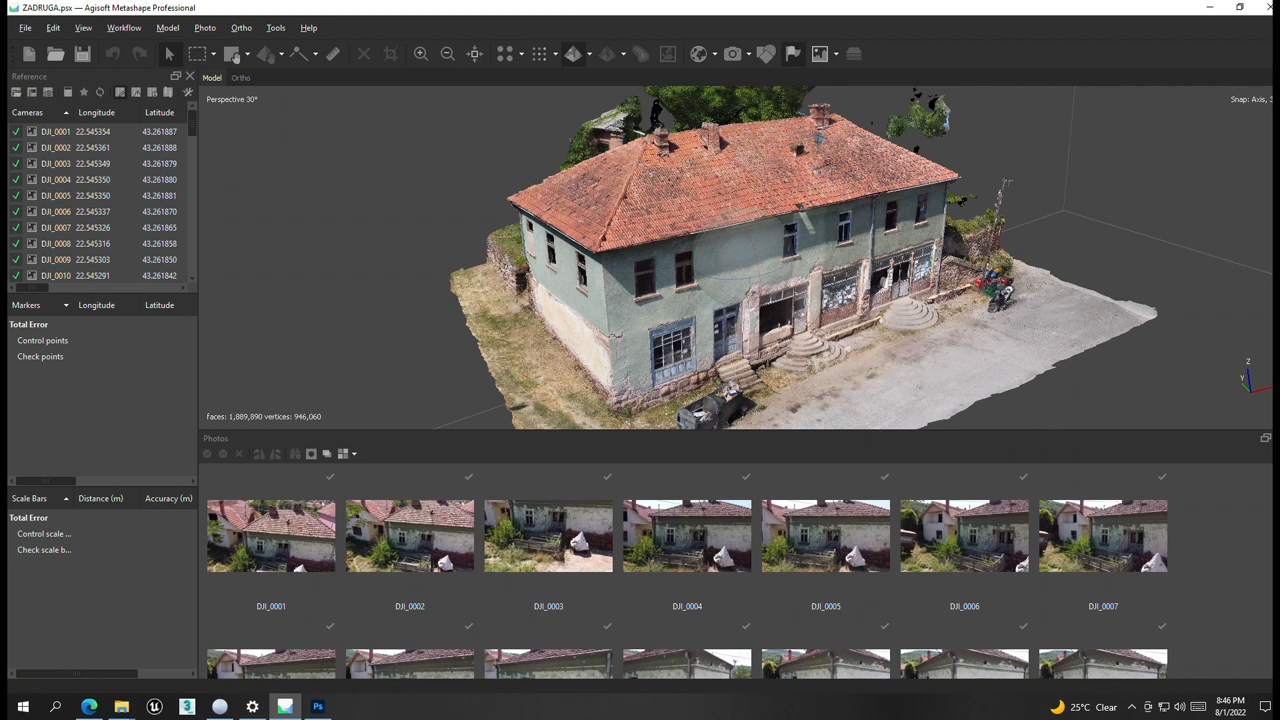 ZADRUGA.psx — Agisoft Metashape Professional
File Edit View Workflow Model Photo Ortho Tools Help
Reference
Model Ortho
Perspective 30°
Snap: Axis, 3
Cameras Longitude Latitude
DJI_0001 22.545354 43.261887
DJI_0002 22.545361 43.261888
DJI_0003 22.545349 43.261879
DJI_0004 22.545350 43.261880
DJI_0005 22.545350 43.261881
DJI_0006 22.545337 43.261870
DJI_0007 22.545326 43.261865
DJI_0008 22.545316 43.261858
DJI_0009 22.545303 43.261850
DJI_0010 22.545291 43.261842
Markers Longitude Latitude
Total Error
Control points
Check points
Z
Y
faces: 1,889,890 vertices: 946,060
Photos
Scale Bars Distance (m) Accuracy (m)
Total Error
Control scale ...
Check scale b...
DJI_0001 DJI_0002 DJI_0003 DJI_0004 DJI_0005 DJI_0006 DJI_0007
25°C Clear
8:46 PM
8/1/2022